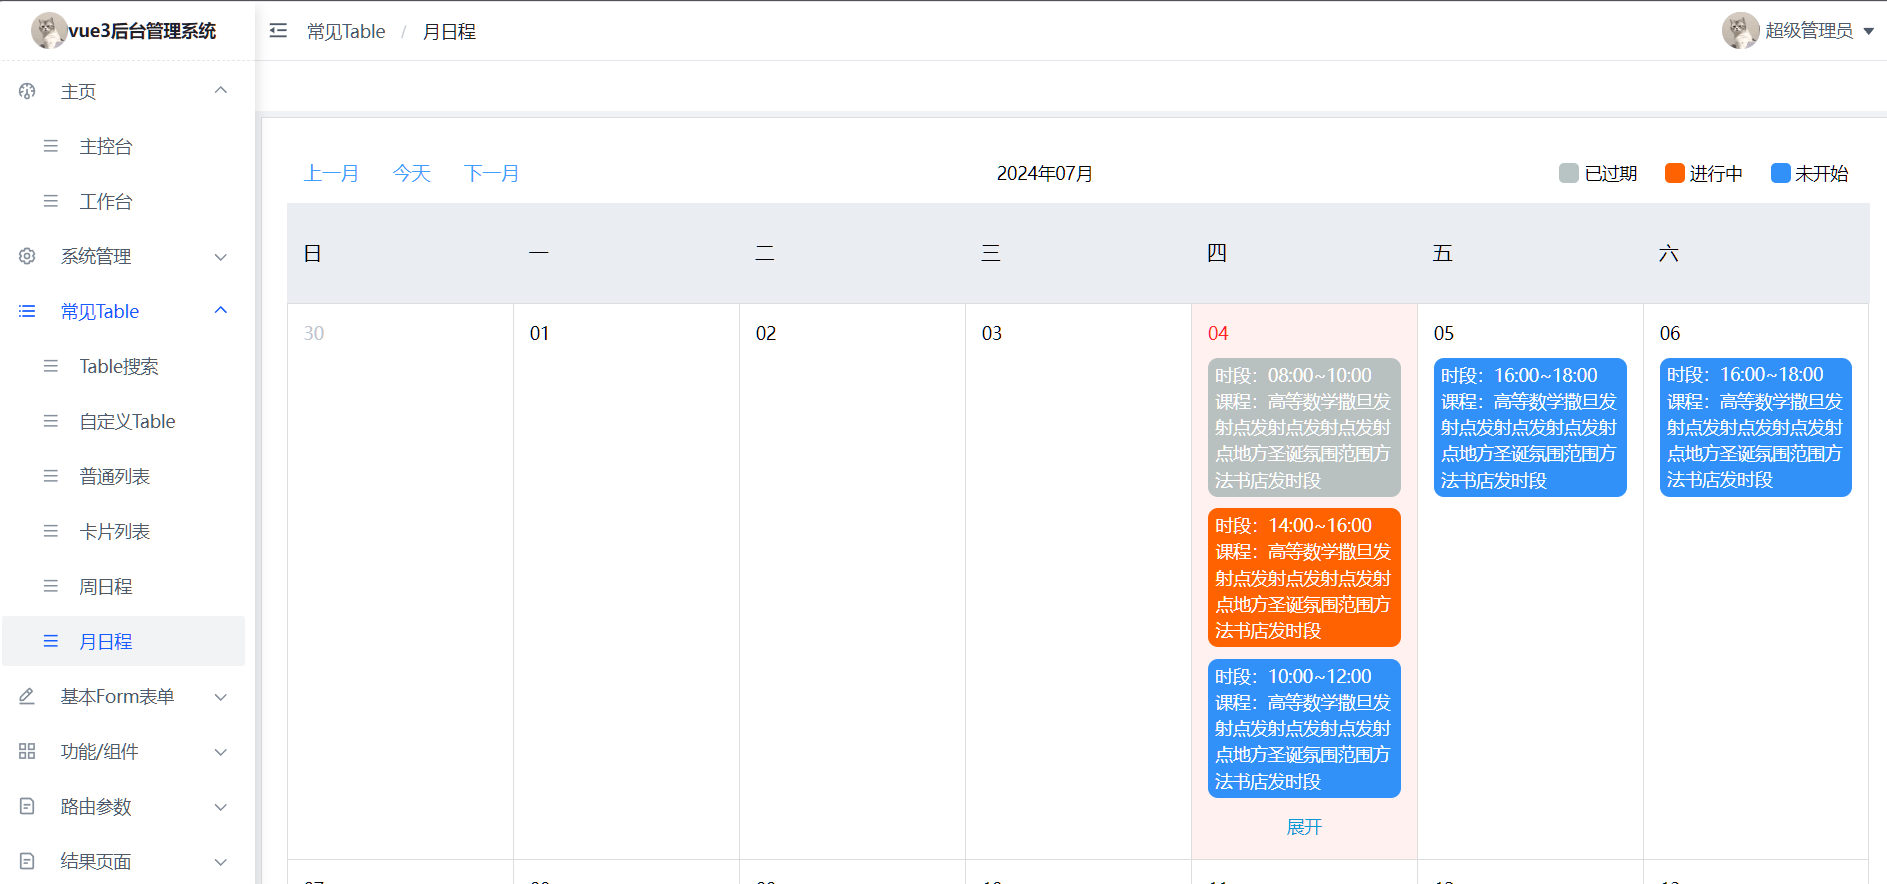 vue3后台管理系统
常见Table / 月日程
超级管理员
主页
主控台
工作台
系统管理
常见Table
Table搜索
自定义Table
普通列表
卡片列表
周日程
月日程
基本Form表单
功能/组件
路由参数
结果页面
上一月 今天 下一月
2024年07月
已过期 进行中 未开始
日 一 二 三 四 五 六
30 01 02 03 04 05 06
时段：08:00~10:00
课程：高等数学撒旦发
射点发射点发射点发射
点地方圣诞氛围范围方
法书店发时段
时段：14:00~16:00
课程：高等数学撒旦发
射点发射点发射点发射
点地方圣诞氛围范围方
法书店发时段
时段：10:00~12:00
课程：高等数学撒旦发
射点发射点发射点发射
点地方圣诞氛围范围方
法书店发时段
展开
时段：16:00~18:00
课程：高等数学撒旦发
射点发射点发射点发射
点地方圣诞氛围范围方
法书店发时段
时段：16:00~18:00
课程：高等数学撒旦发
射点发射点发射点发射
点地方圣诞氛围范围方
法书店发时段